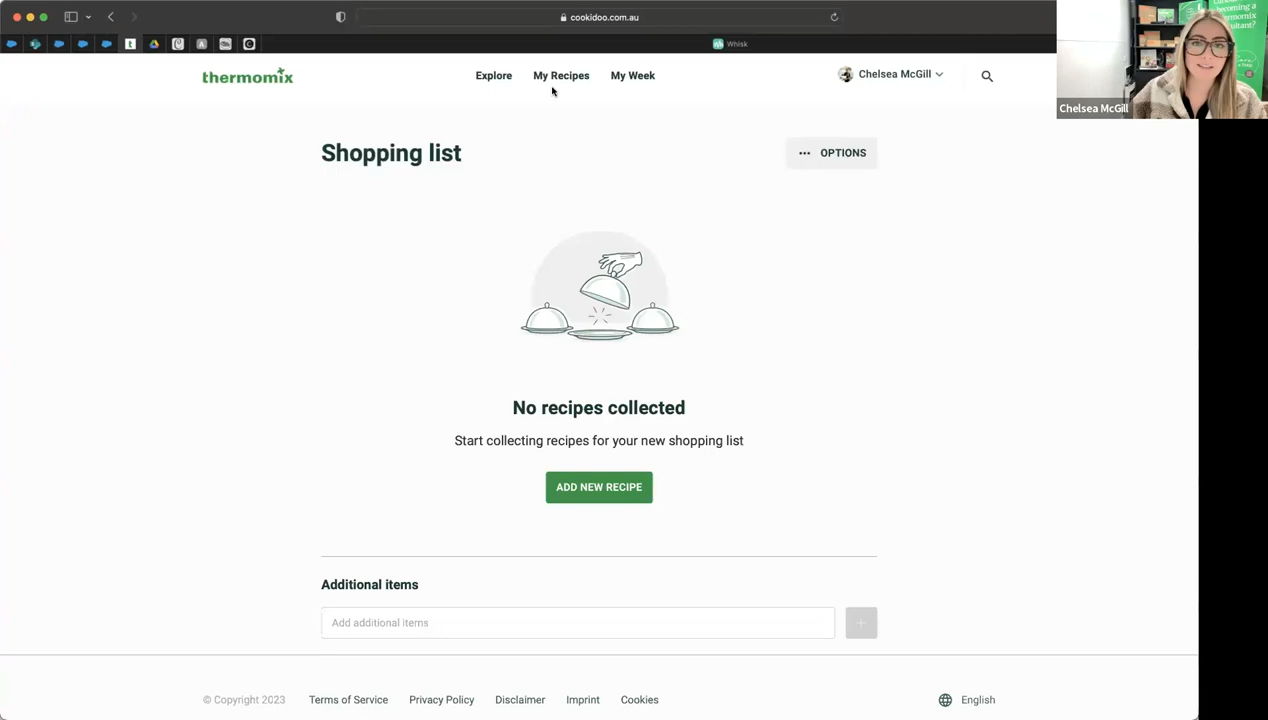 cookidoo.com.au
Whisk
thermomix
Explore
My Recipes
My Week
Chelsea McGill
Chelsea McGill
Shopping list
OPTIONS
No recipes collected
Start collecting recipes for your new shopping list
ADD NEW RECIPE
Additional items
Add additional items
© Copyright 2023
Terms of Service
Privacy Policy
Disclaimer
Imprint
Cookies
English